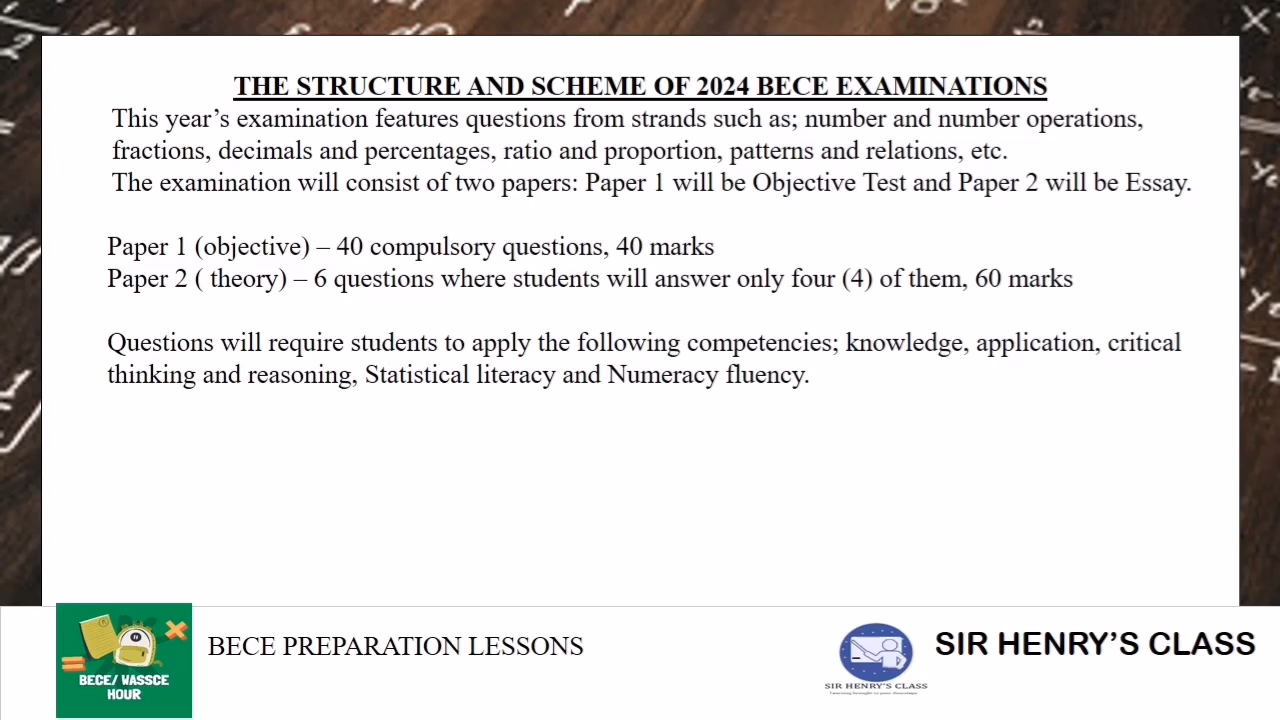 THE STRUCTURE AND SCHEME OF 2024 BECE EXAMINATIONS
This year’s examination features questions from strands such as; number and number operations,
fractions, decimals and percentages, ratio and proportion, patterns and relations, etc.
The examination will consist of two papers: Paper 1 will be Objective Test and Paper 2 will be Essay.
Paper 1 (objective) – 40 compulsory questions, 40 marks
Paper 2 ( theory) – 6 questions where students will answer only four (4) of them, 60 marks
Questions will require students to apply the following competencies; knowledge, application, critical
thinking and reasoning, Statistical literacy and Numeracy fluency.
BECE/ WASSCE
HOUR
BECE PREPARATION LESSONS
SIR HENRY’S CLASS
SIR HENRY’S CLASS